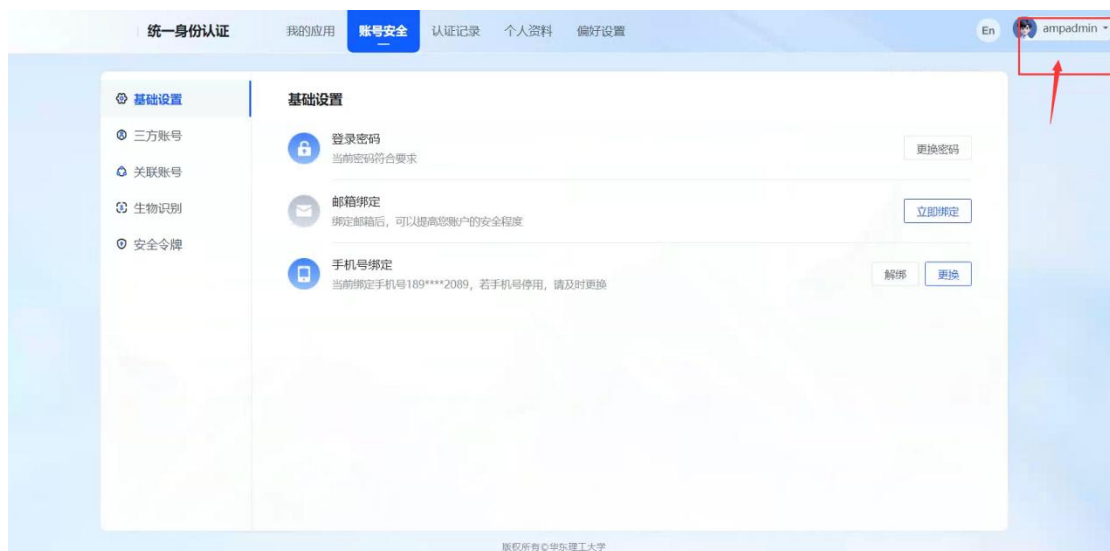 统一身份认证 我的应用 账号安全 认证记录 个人资料 偏好设置 En ampadmin
基础设置
三方账号
关联账号
生物识别
安全令牌
基础设置
登录密码
当前密码符合要求
更换密码
邮箱绑定
绑定邮箱后，可以提高您账户的安全程度
立即绑定
手机号绑定
当前绑定手机号189****2089，若手机号停用，请及时更换
解绑 更换
版权所有©华东理工大学